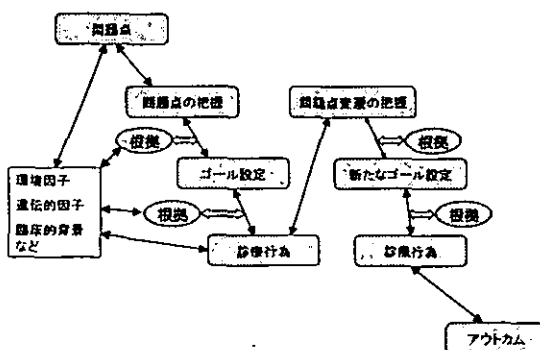 問題点
問題点の把握
問題点変遷の把握
根拠
根拠
環境因子
遺伝的因子
臨床的背景
など
ゴール設定
新たなゴール設定
根拠
根拠
診療行為
診療行為
アウトカム